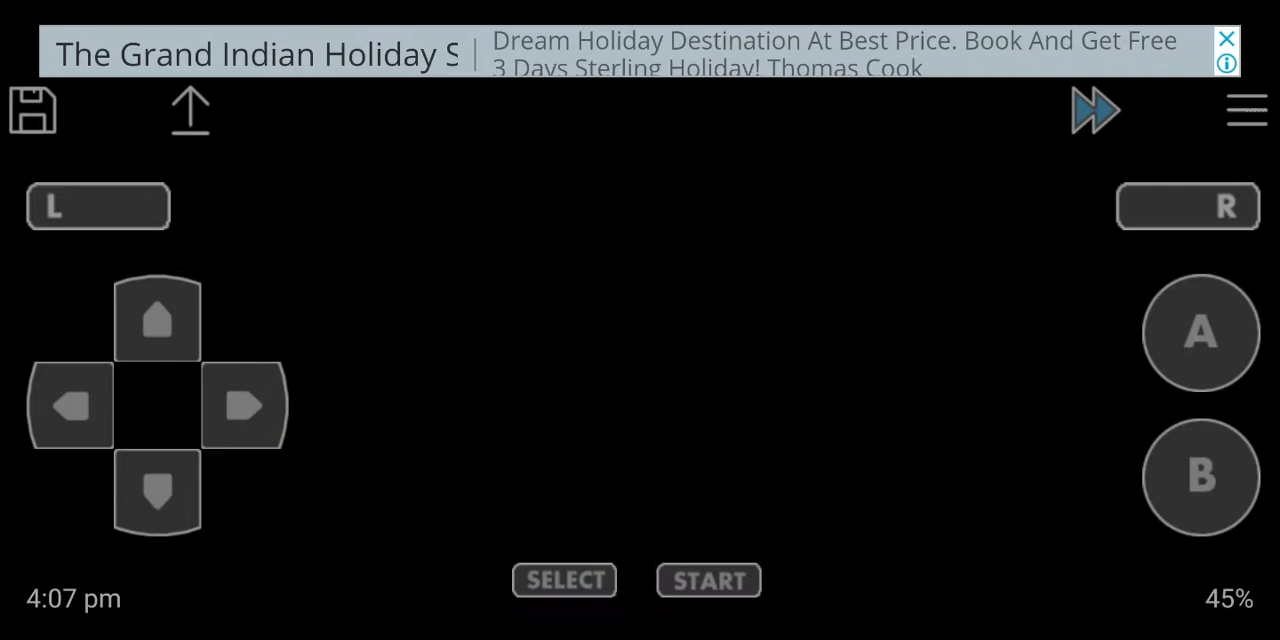 The Grand Indian Holiday S
Dream Holiday Destination At Best Price. Book And Get Free
3 Days Sterling Holiday! Thomas Cook
L
R
A
B
SELECT
START
4:07 pm
45%